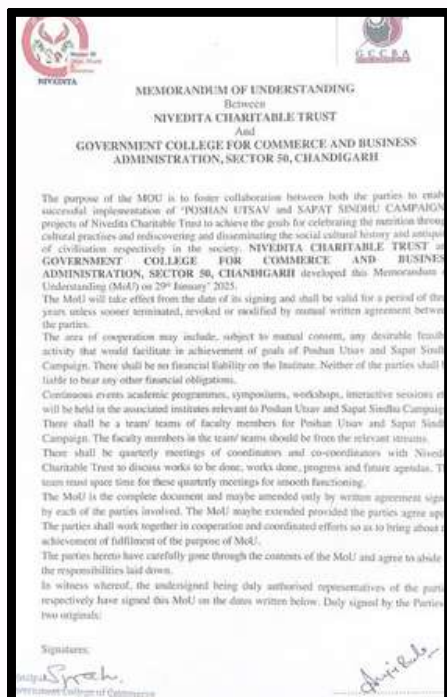 NIVEDITA
GCCBA
MEMORANDUM OF UNDERSTANDING
Between
NIVEDITA CHARITABLE TRUST
And
GOVERNMENT COLLEGE FOR COMMERCE AND BUSINESS
ADMINISTRATION, SECTOR 50, CHANDIGARH
The purpose of the MOU is to foster collaboration between both the parties to
successful implementation of 'POSHAN UTSAV and SAPAT SINDHU CAMPAIGN
projects of Nivedita Charitable Trust to achieve the goals for celebrating the nutrition
cultural practises and rediscovering and disseminating the social cultural history and
of civilisation respectively in the society. NIVEDITA CHARITABLE TRUST
GOVERNMENT COLLEGE FOR COMMERCE AND
ADMINISTRATION, SECTOR 50, CHANDIGARH developed this Memorandum
Understanding (MoU) on 29th January' 2025.
The MoU will take effect from the date of its signing and shall be valid for a period of
years unless sooner terminated, revoked or modified by mutual written agreement
the parties.
The area of cooperation may include, subject to mutual consent, any desirable
activity that would facilitate in achievement of goals of Poshan Utsav and Sapat
Campaign. There shall be no financial liability on the Institute. Neither of the parties shall
liable to bear any other financial obligations.
Continuous events academic programmes, symposiums, workshops, interactive sessions
will be held in the associated institutes relevant to Poshan Utsav and Sapat Sindhu
There shall be a team/ teams of faculty members for Poshan Utsav and Sapat
Campaign. The faculty members in the team/ teams should be from the relevant streams.
There shall be quarterly meetings of coordinators and co-coordinators with
Charitable Trust to discuss works to be done, works done, progress and future agendas.
team must spare time for these quarterly meetings for smooth functioning.
The MoU is the complete document and maybe amended only by written agreement
by each of the parties involved. The MoU maybe extended provided the parties agree
The parties shall work together in cooperation and coordinated efforts so as to bring about
achievement of fulfilment of the purpose of MoU.
The parties hereto have carefully gone through the contents of the MoU and agree to abide
the responsibilities laid down.
In witness whereof, the undersigned being duly authorised representatives of the
respectively have signed this MoU on the dates written below. Duly signed by the Parties
two originals:
Signatures:
College of Commerce